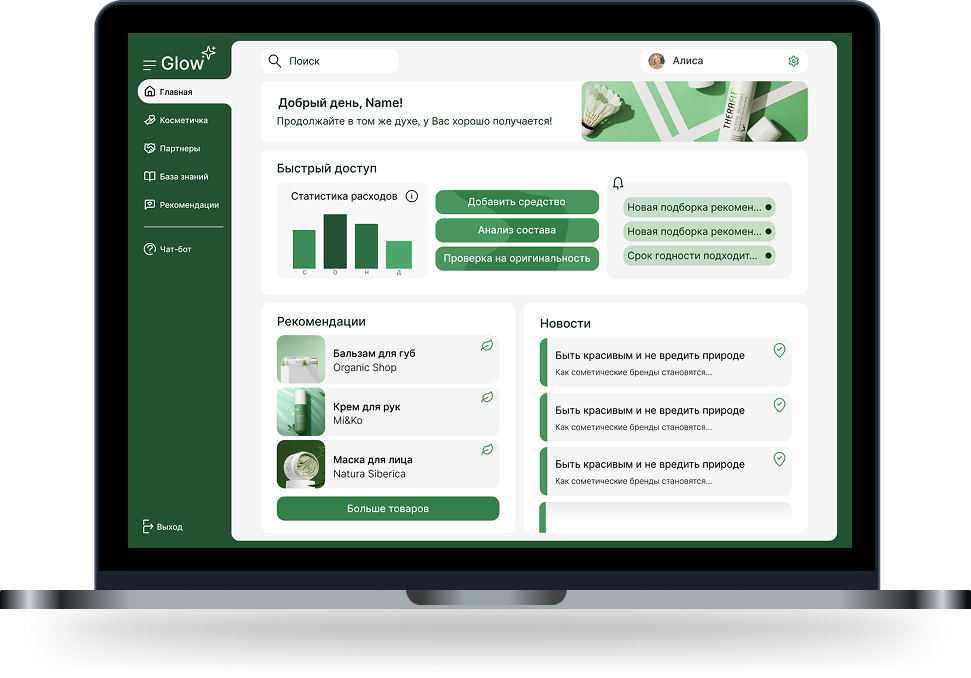 Glow
Главная
Косметичка
Партнеры
База знаний
Рекомендации
Чат-бот
Выход
Поиск
Алиса
Добрый день, Name!
Продолжайте в том же духе, у Вас хорошо получается!
THERAFIT
Быстрый доступ
Статистика расходов
С О Н Д
Добавить средство
Анализ состава
Проверка на оригинальность
Новая подборка рекомен...
Новая подборка рекомен...
Срок годности подходит...
Рекомендации
Бальзам для губ
Organic Shop
Крем для рук
Mi&Ko
Маска для лица
Natura Siberica
Больше товаров
Новости
Быть красивым и не вредить природе
Как сометические бренды становятся...
Быть красивым и не вредить природе
Как сометические бренды становятся...
Быть красивым и не вредить природе
Как сометические бренды становятся...